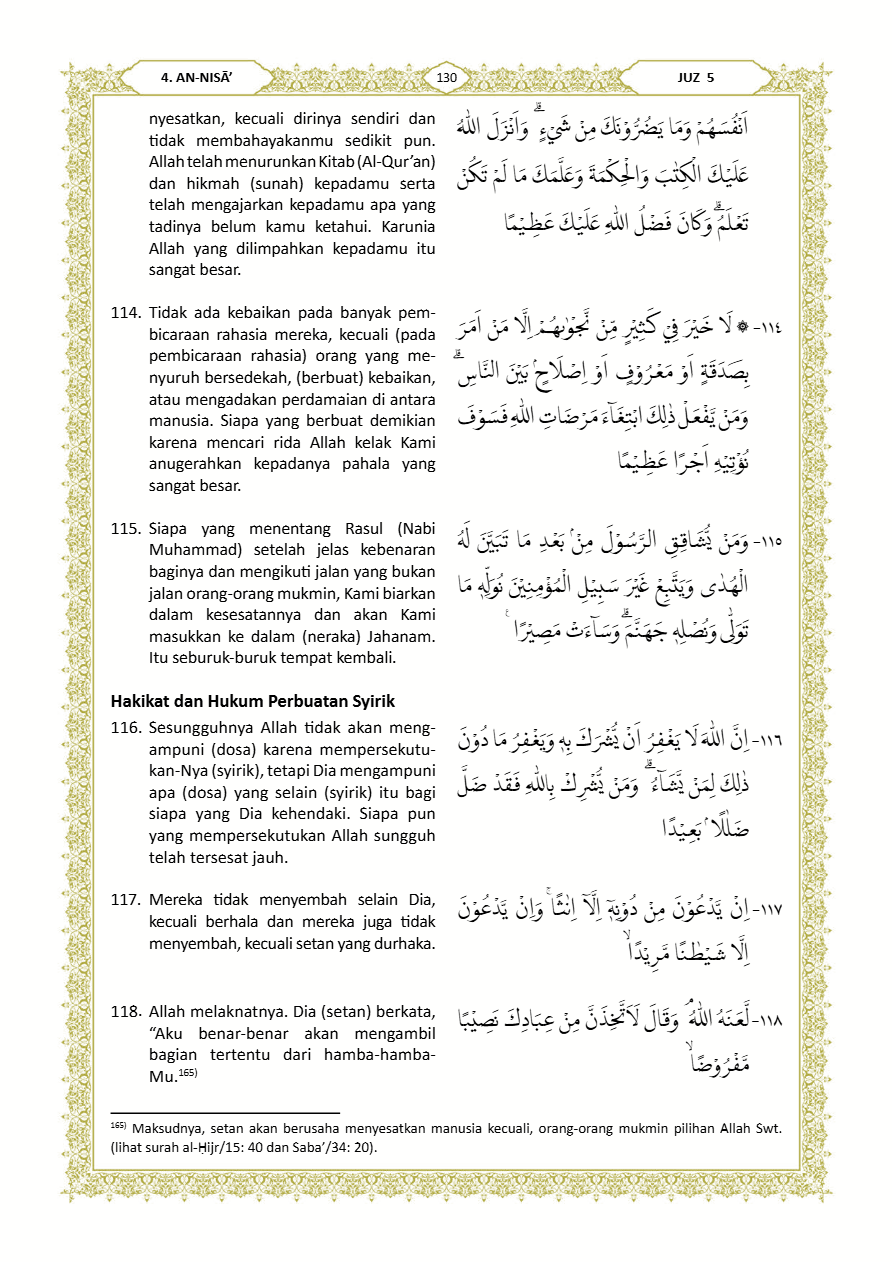 4. AN-NISĀ’
130
JUZ 5
nyesatkan, kecuali dirinya sendiri dan
tidak membahayakanmu sedikit pun.
Allah telah menurunkan Kitab (Al-Qur’an)
dan hikmah (sunah) kepadamu serta
telah mengajarkan kepadamu apa yang
tadinya belum kamu ketahui. Karunia
Allah yang dilimpahkan kepadamu itu
sangat besar.
اَنْفُسَهُمْ وَمَا يَضُرُّوْنَكَ مِنْ شَيْءٍۗ وَاَنْزَلَ اللّٰهُ
عَلَيْكَ الْكِتٰبَ وَالْحِكْمَةَ وَعَلَّمَكَ مَا لَمْ تَكُنْ
تَعْلَمُۗ وَكَانَ فَضْلُ اللّٰهِ عَلَيْكَ عَظِيْمًا
114. Tidak ada kebaikan pada banyak pem-
bicaraan rahasia mereka, kecuali (pada
pembicaraan rahasia) orang yang me-
nyuruh bersedekah, (berbuat) kebaikan,
atau mengadakan perdamaian di antara
manusia. Siapa yang berbuat demikian
karena mencari rida Allah kelak Kami
anugerahkan kepadanya pahala yang
sangat besar.
١١٤- ۞ لَا خَيْرَ فِيْ كَثِيْرٍ مِّنْ نَّجْوٰىهُمْ اِلَّا مَنْ اَمَرَ
بِصَدَقَةٍ اَوْ مَعْرُوْفٍ اَوْ اِصْلَاحٍۢ بَيْنَ النَّاسِۗ
وَمَنْ يَّفْعَلْ ذٰلِكَ ابْتِغَاۤءَ مَرْضَاتِ اللّٰهِ فَسَوْفَ
نُؤْتِيْهِ اَجْرًا عَظِيْمًا
115. Siapa yang menentang Rasul (Nabi
Muhammad) setelah jelas kebenaran
baginya dan mengikuti jalan yang bukan
jalan orang-orang mukmin, Kami biarkan
dalam kesesatannya dan akan Kami
masukkan ke dalam (neraka) Jahanam.
Itu seburuk-buruk tempat kembali.
١١٥- وَمَنْ يُّشَاقِقِ الرَّسُوْلَ مِنْۢ بَعْدِ مَا تَبَيَّنَ لَهُ
الْهُدٰى وَيَتَّبِعْ غَيْرَ سَبِيْلِ الْمُؤْمِنِيْنَ نُوَلِّهٖ مَا
تَوَلّٰى وَنُصْلِهٖ جَهَنَّمَۗ وَسَاۤءَتْ مَصِيْرًا ࣖ
Hakikat dan Hukum Perbuatan Syirik
116. Sesungguhnya Allah tidak akan meng-
ampuni (dosa) karena mempersekutu-
kan-Nya (syirik), tetapi Dia mengampuni
apa (dosa) yang selain (syirik) itu bagi
siapa yang Dia kehendaki. Siapa pun
yang mempersekutukan Allah sungguh
telah tersesat jauh.
١١٦- اِنَّ اللّٰهَ لَا يَغْفِرُ اَنْ يُّشْرَكَ بِهٖ وَيَغْفِرُ مَا دُوْنَ
ذٰلِكَ لِمَنْ يَّشَاۤءُۗ وَمَنْ يُّشْرِكْ بِاللّٰهِ فَقَدْ ضَلَّ
ضَلٰلًاۢ بَعِيْدًا
117. Mereka tidak menyembah selain Dia,
kecuali berhala dan mereka juga tidak
menyembah, kecuali setan yang durhaka.
١١٧- اِنْ يَّدْعُوْنَ مِنْ دُوْنِهٖٓ اِلَّآ اِنٰثًاۚ وَاِنْ يَّدْعُوْنَ
اِلَّا شَيْطٰنًا مَّرِيْدًاۙ
118. Allah melaknatnya. Dia (setan) berkata,
“Aku benar-benar akan mengambil
bagian tertentu dari hamba-hamba-
Mu.165)
١١٨- لَّعَنَهُ اللّٰهُ ۘ وَقَالَ لَاَتَّخِذَنَّ مِنْ عِبَادِكَ نَصِيْبًا
مَّفْرُوْضًاۙ
165) Maksudnya, setan akan berusaha menyesatkan manusia kecuali, orang-orang mukmin pilihan Allah Swt.
(lihat surah al-Ḥijr/15: 40 dan Saba’/34: 20).